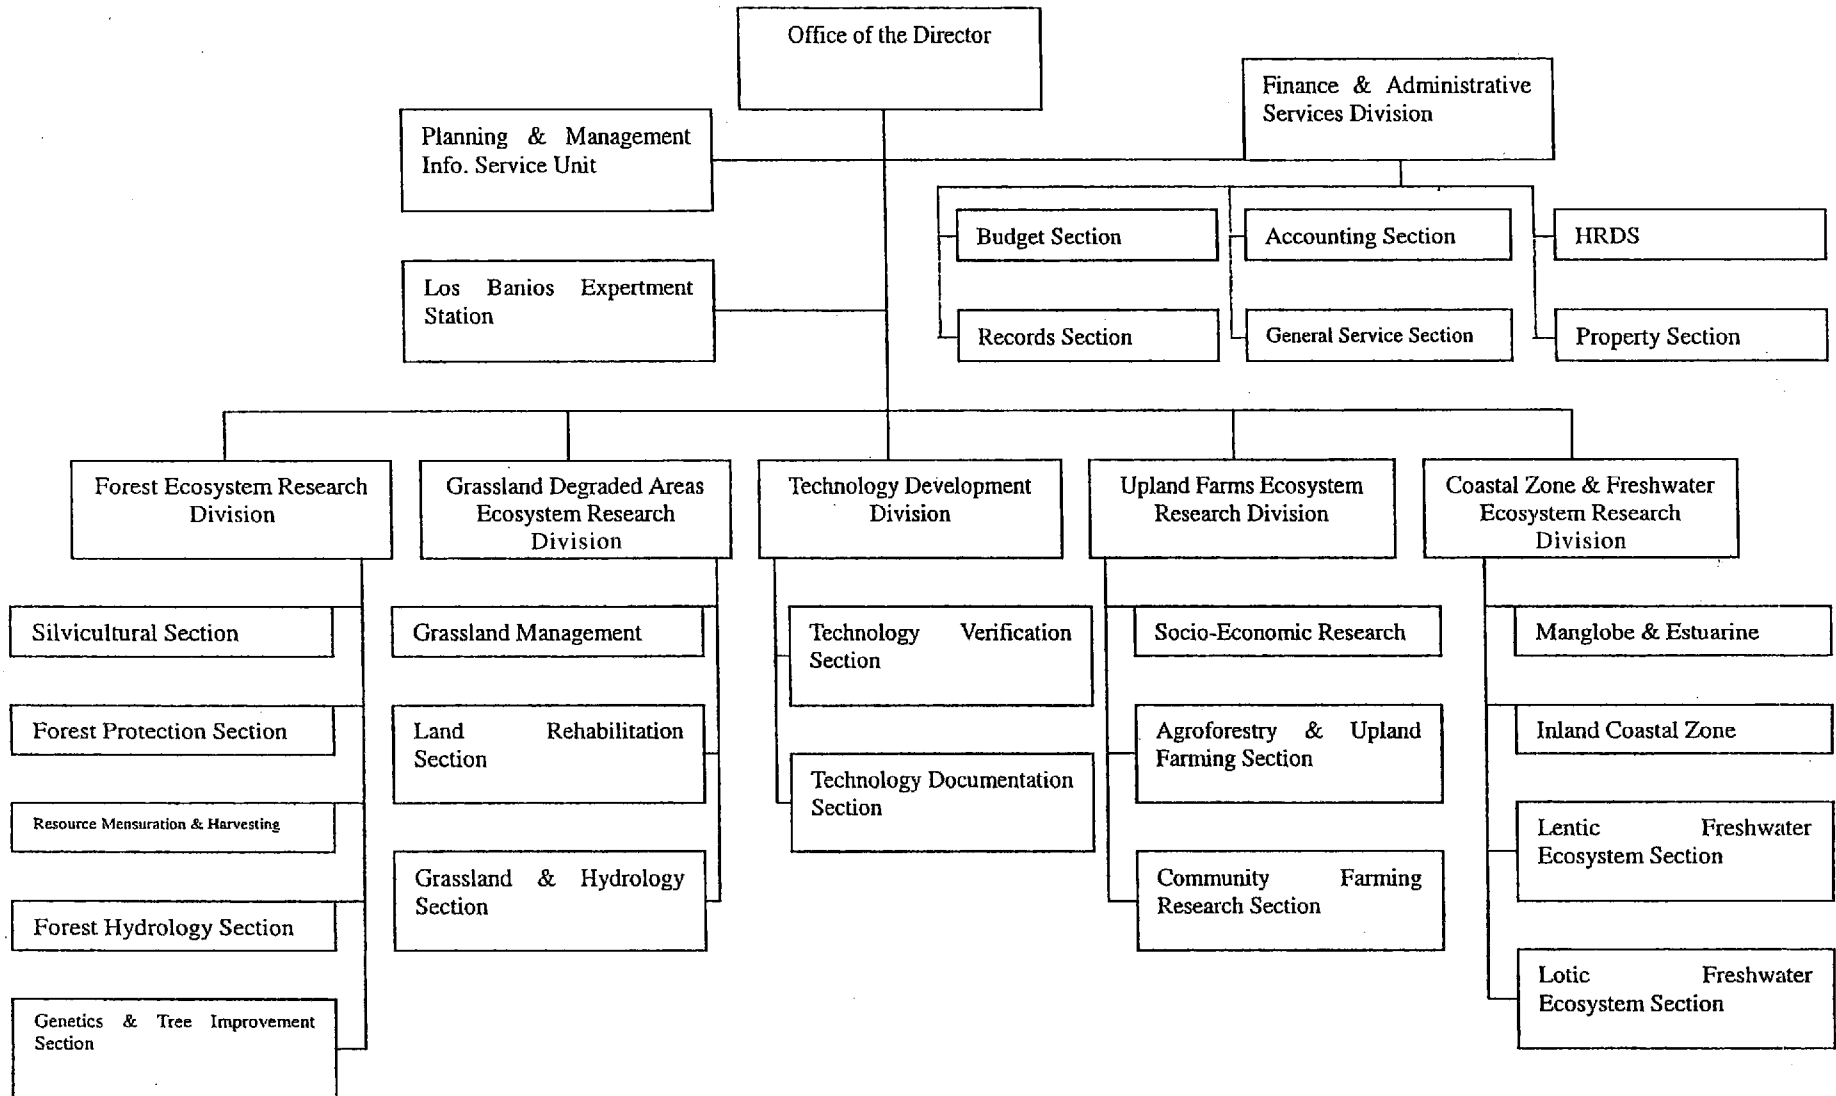 Office of the Director
Finance & Administrative
Services Division
Planning & Management
Info. Service Unit
Budget Section
Accounting Section
HRDS
Los Banios Expertment
Station
Records Section
General Service Section
Property Section
Forest Ecosystem Research
Division
Grassland Degraded Areas
Ecosystem Research
Division
Technology Development
Division
Upland Farms Ecosystem
Research Division
Coastal Zone & Freshwater
Ecosystem Research
Division
Silvicultural Section
Forest Protection Section
Resource Mensuration & Harvesting
Forest Hydrology Section
Genetics & Tree Improvement
Section
Grassland Management
Land Rehabilitation
Section
Grassland & Hydrology
Section
Technology Verification
Section
Technology Documentation
Section
Socio-Economic Research
Agroforestry & Upland
Farming Section
Community Farming
Research Section
Manglobe & Estuarine
Inland Coastal Zone
Lentic Freshwater
Ecosystem Section
Lotic Freshwater
Ecosystem Section